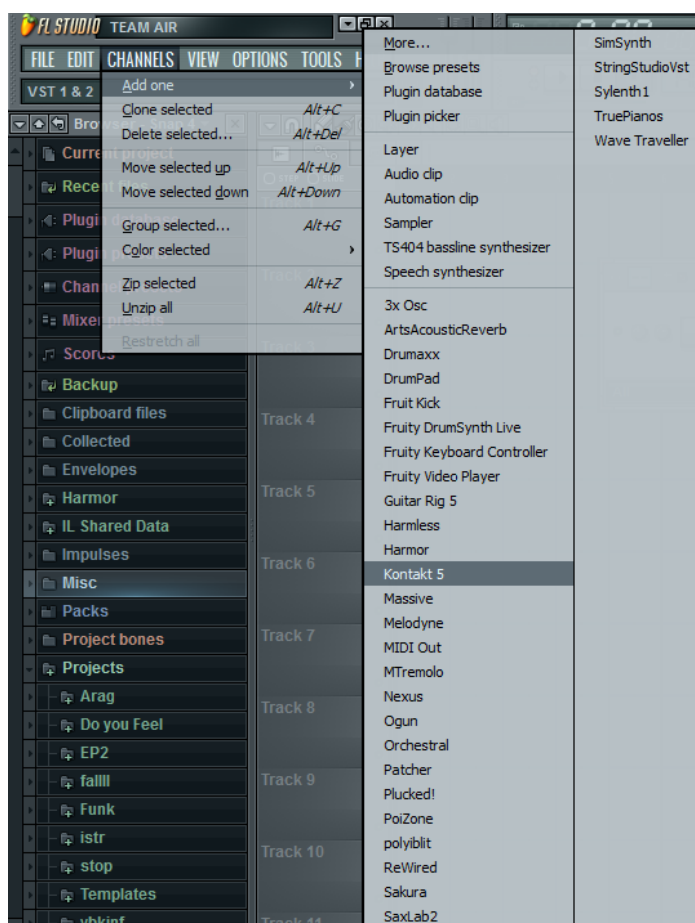 FL STUDIO TEAM AIR
FILE EDIT CHANNELS VIEW OPTIONS TOOLS
VST 1 & 2
Add one
Clone selected Alt+C
Delete selected... Alt+Del
Move selected up Alt+Up
Move selected down Alt+Down
Group selected... Alt+G
Color selected
Zip selected Alt+Z
Unzip all Alt+U
Restretch all
More...
Browse presets
Plugin database
Plugin picker
Layer
Audio clip
Automation clip
Sampler
TS404 bassline synthesizer
Speech synthesizer
3x Osc
ArtsAcousticReverb
Drumaxx
DrumPad
Fruit Kick
Fruity DrumSynth Live
Fruity Keyboard Controller
Fruity Video Player
Guitar Rig 5
Harmless
Harmor
Kontakt 5
Massive
Melodyne
MIDI Out
MTremolo
Nexus
Ogun
Orchestral
Patcher
Plucked!
PoiZone
polyiblit
ReWired
Sakura
SaxLab2
SimSynth
StringStudioVst
Sylenth1
TruePianos
Wave Traveller
Current project
Recent files
Plugin database
Plugin
Mixer presets
Scores
Backup
Clipboard files
Collected
Envelopes
Harmor
IL Shared Data
Impulses
Misc
Packs
Project bones
Projects
Arag
Do you Feel
EP2
fallll
Funk
istr
stop
Templates
Track 3
Track 4
Track 5
Track 6
Track 7
Track 8
Track 9
Track 10